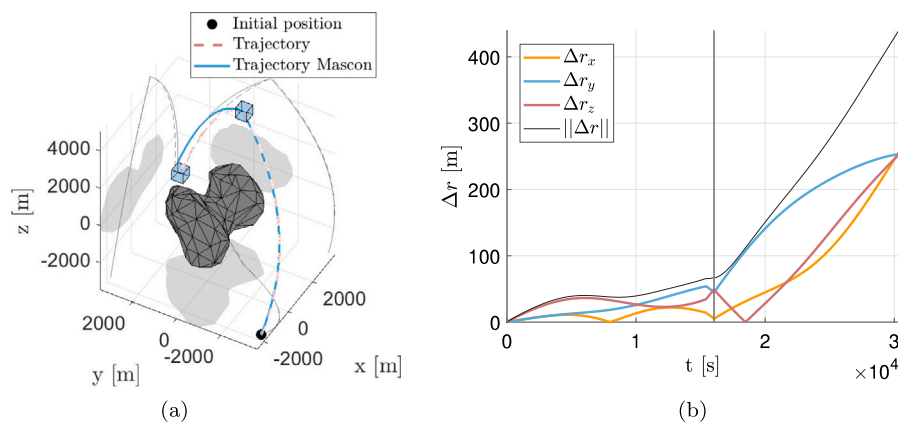 Initial position
Trajectory
Trajectory Mascon
4000
2000
0
-2000
z [m]
2000
0
-2000
y [m]
2000
0
-2000
x [m]
(a)
400
300
200
100
0
Δr [m]
Δr_x
Δr_y
Δr_z
||Δr||
0
1
2
3
t [s]
×10^4
(b)